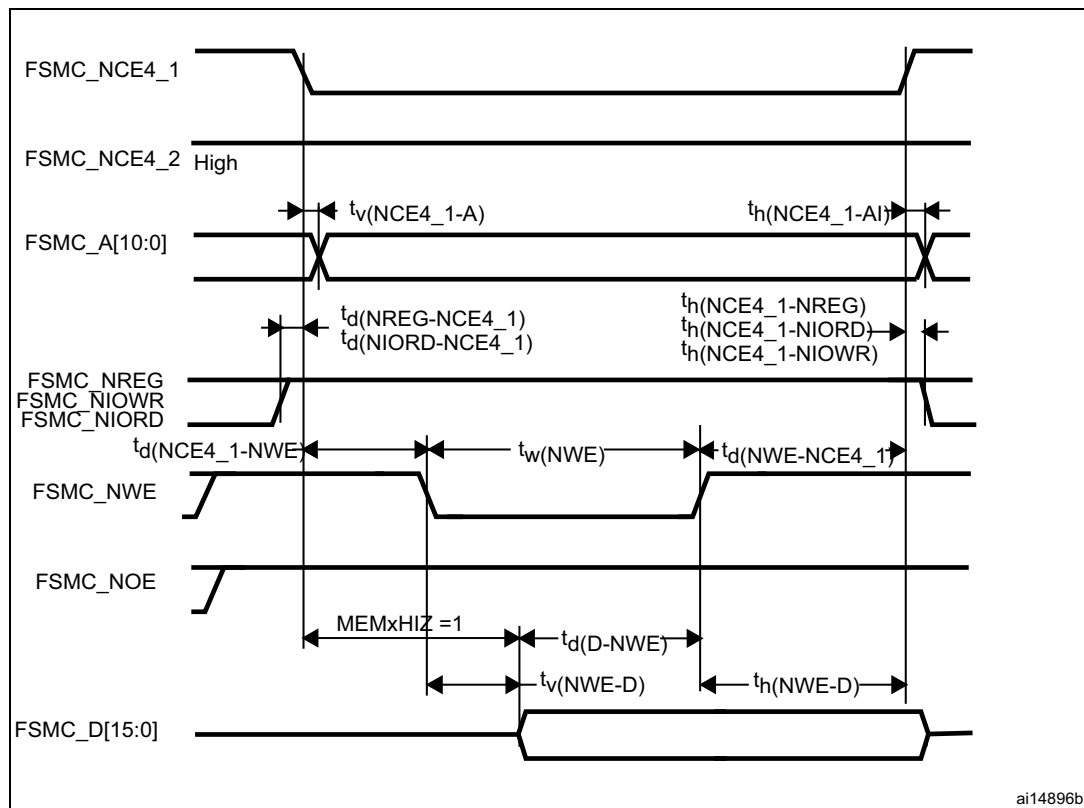 FSMC_NCE4_1
FSMC_NCE4_2 High
tv(NCE4_1-A)
th(NCE4_1-AI)
FSMC_A[10:0]
td(NREG-NCE4_1)
td(NIORD-NCE4_1)
th(NCE4_1-NREG)
th(NCE4_1-NIORD)
th(NCE4_1-NIOWR)
FSMC_NREG
FSMC_NIOWR
FSMC_NIORD
td(NCE4_1-NWE)
tw(NWE)
td(NWE-NCE4_1)
FSMC_NWE
FSMC_NOE
MEMxHIZ =1
td(D-NWE)
tv(NWE-D)
th(NWE-D)
FSMC_D[15:0]
ai14896b